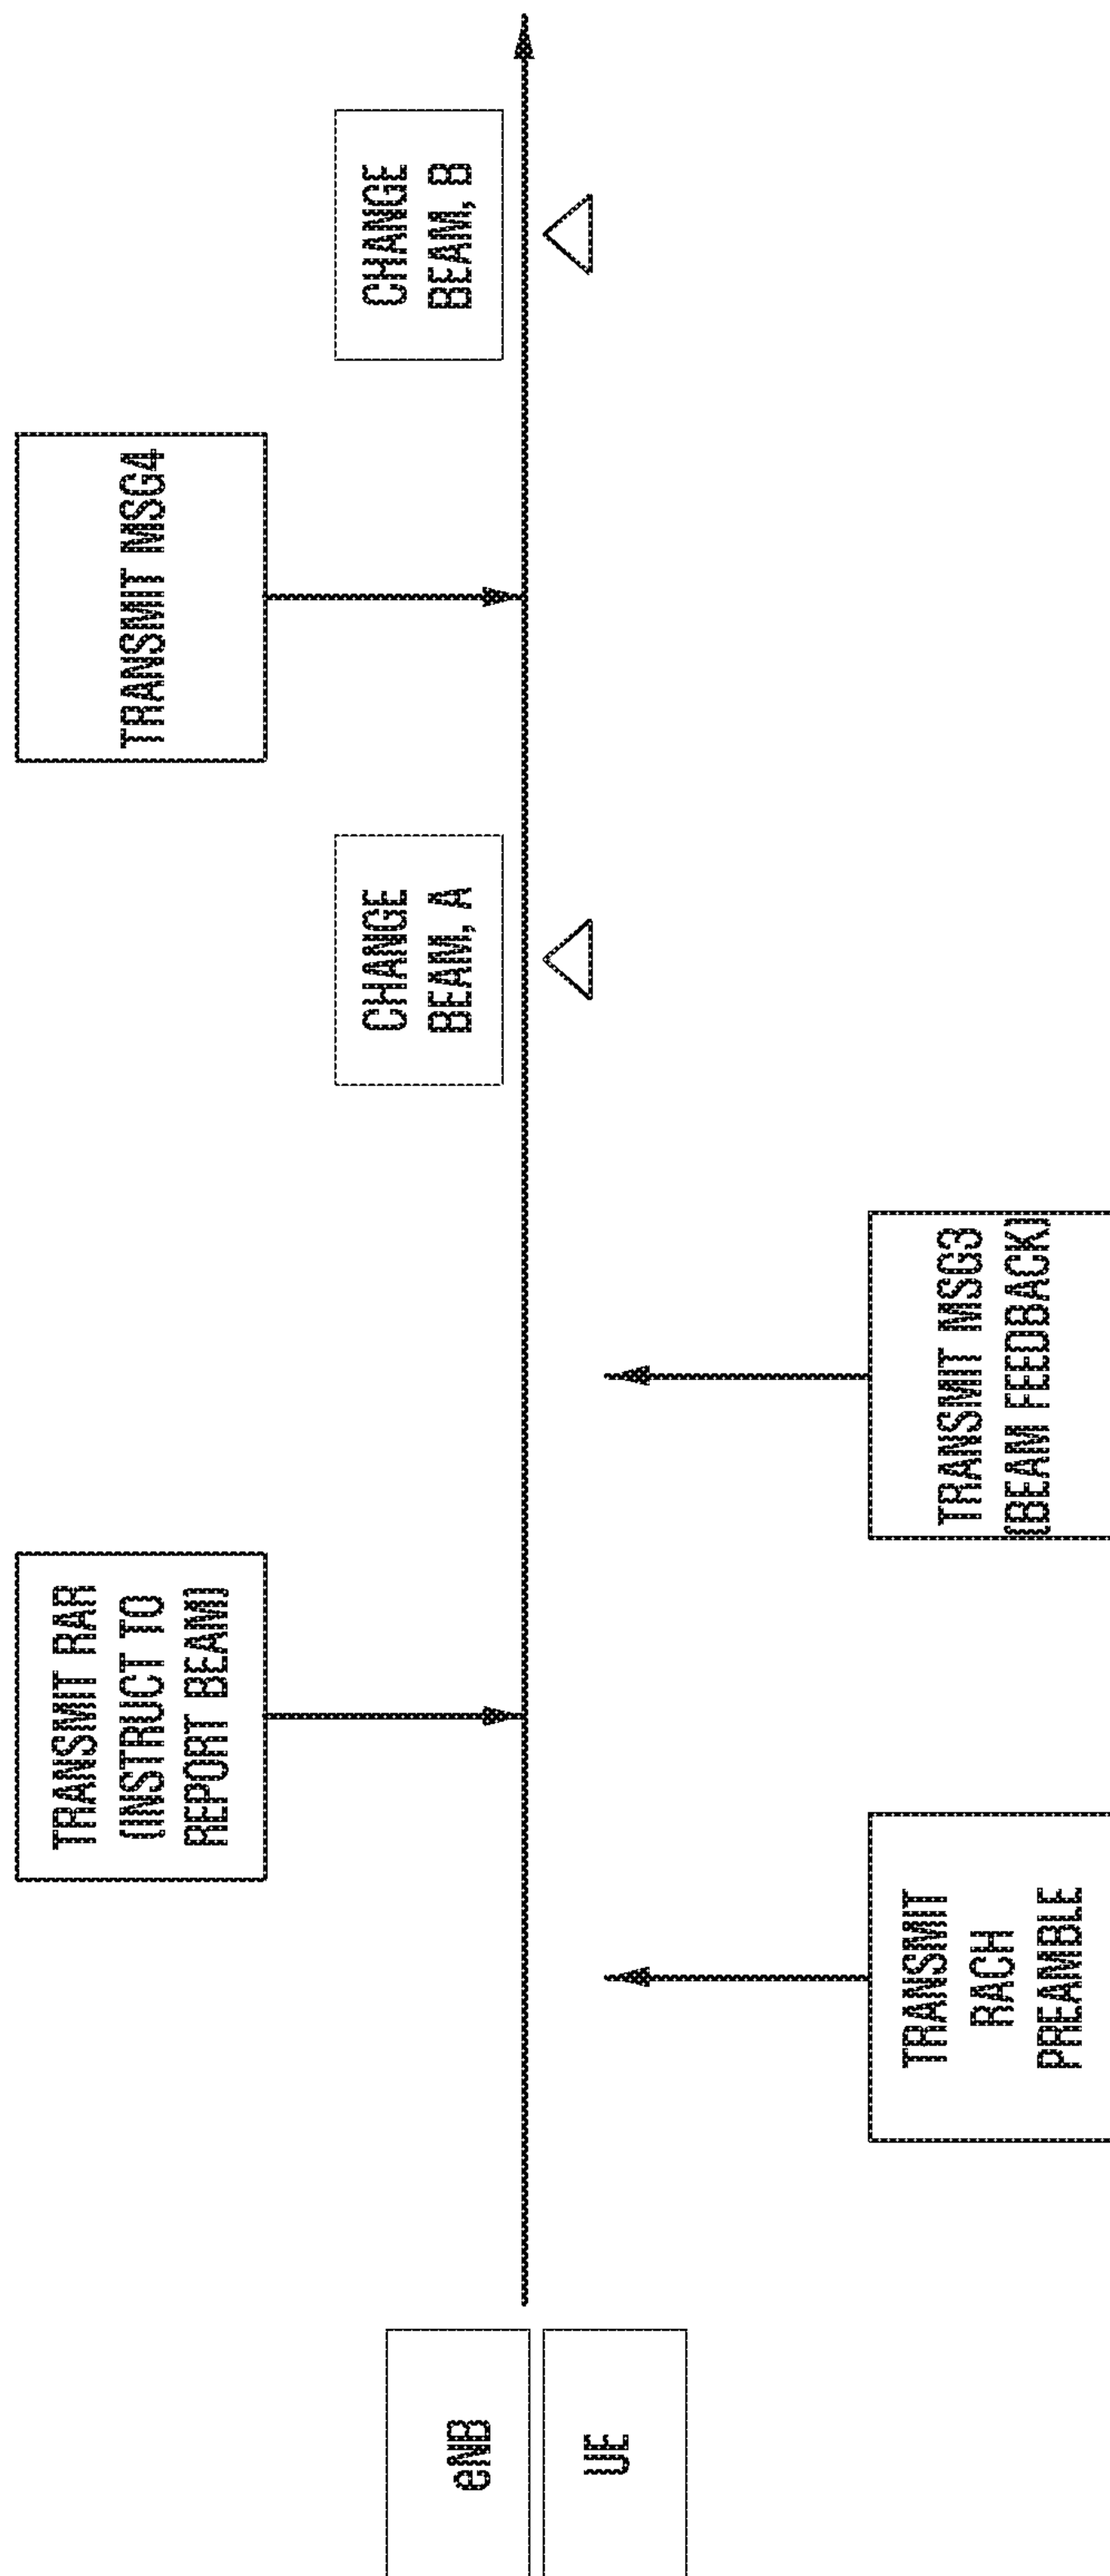 eNB
UE
TRANSMIT RAR
(INSTRUCT TO
REPORT BEAM)
TRANSMIT MSG4
CHANGE
BEAM, A
CHANGE
BEAM, B
TRANSMIT
RACH
PREAMBLE
TRANSMIT MSG3
(BEAM FEEDBACK)